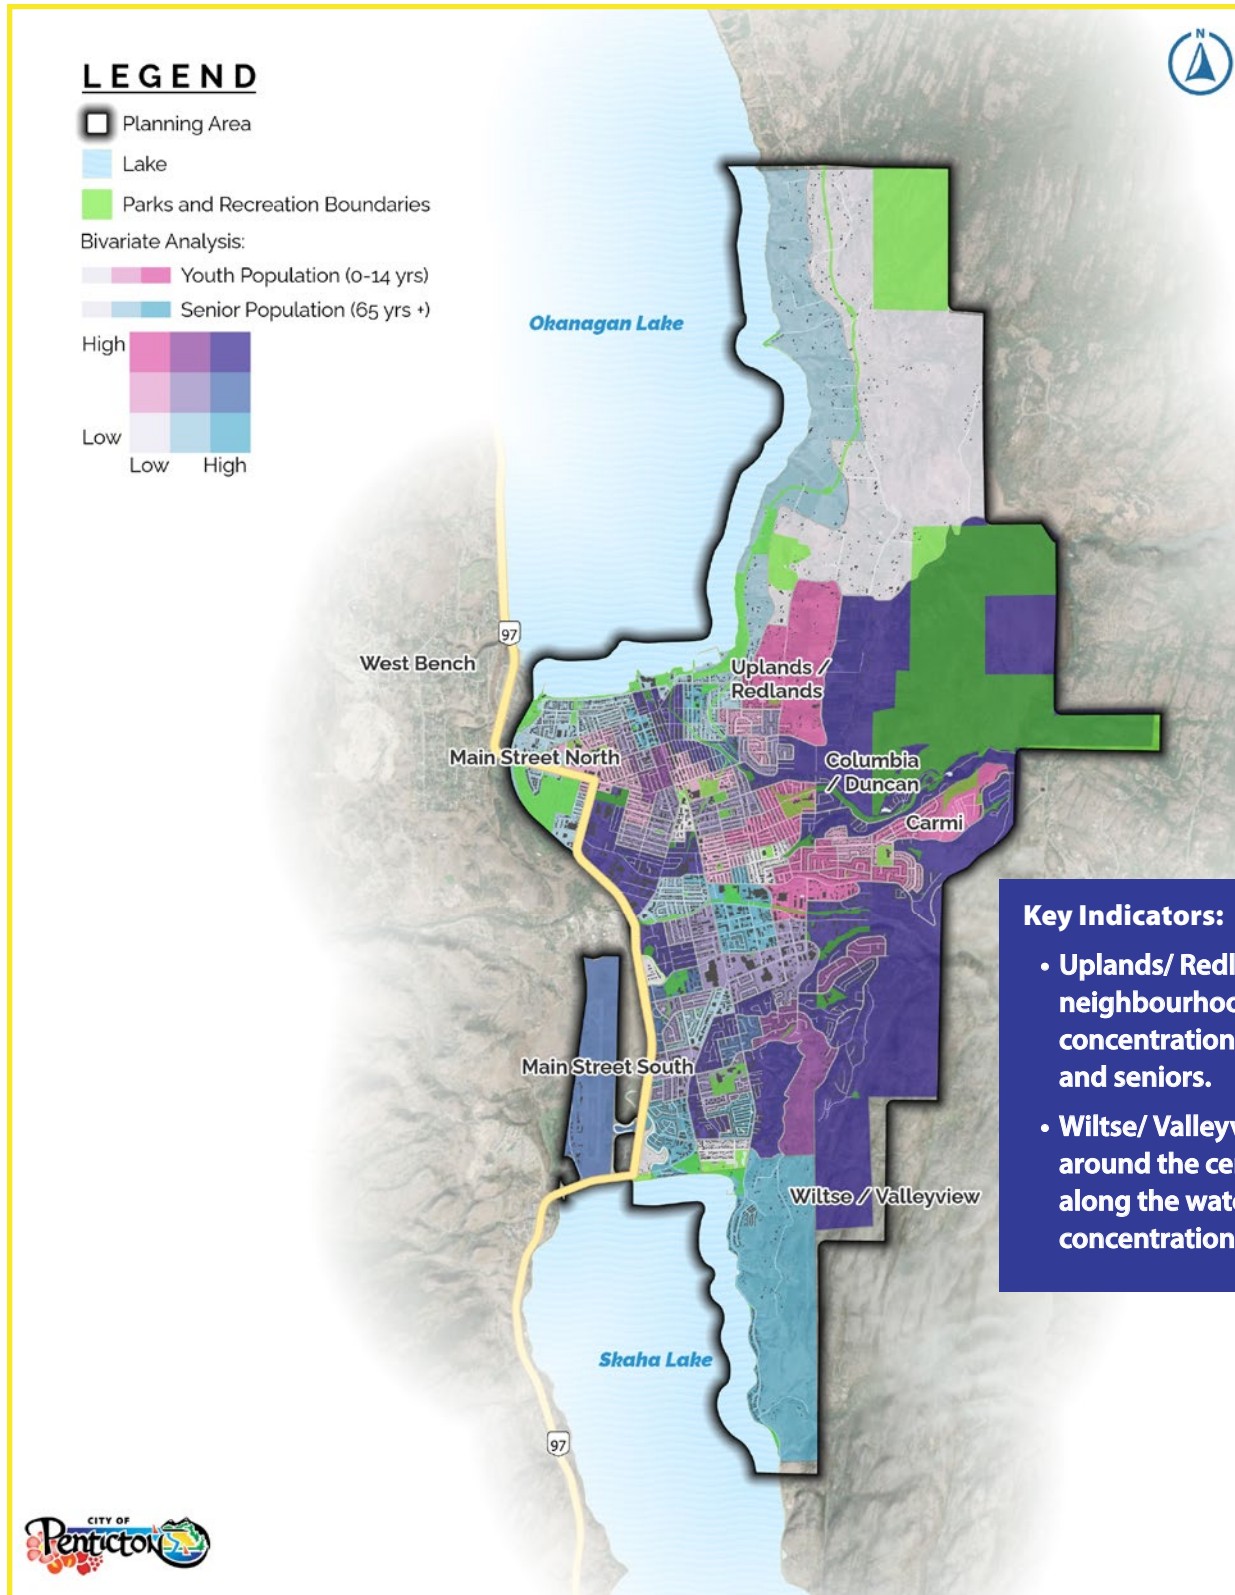 N
LEGEND
Planning Area
Lake
Parks and Recreation Boundaries
Bivariate Analysis:
Youth Population (0-14 yrs)
Senior Population (65 yrs +)
High
Low
Low High
Okanagan Lake
97
West Bench
Uplands /
Redlands
Main Street North
Columbia
/ Duncan
Carmi
Key Indicators:
• Uplands/ Redl
neighbourhoo
concentration
and seniors.
• Wiltse/ Valleyv
around the ce
along the wate
concentration
Main Street South
Wiltse / Valleyview
Skaha Lake
97
CITY OF
Penticton